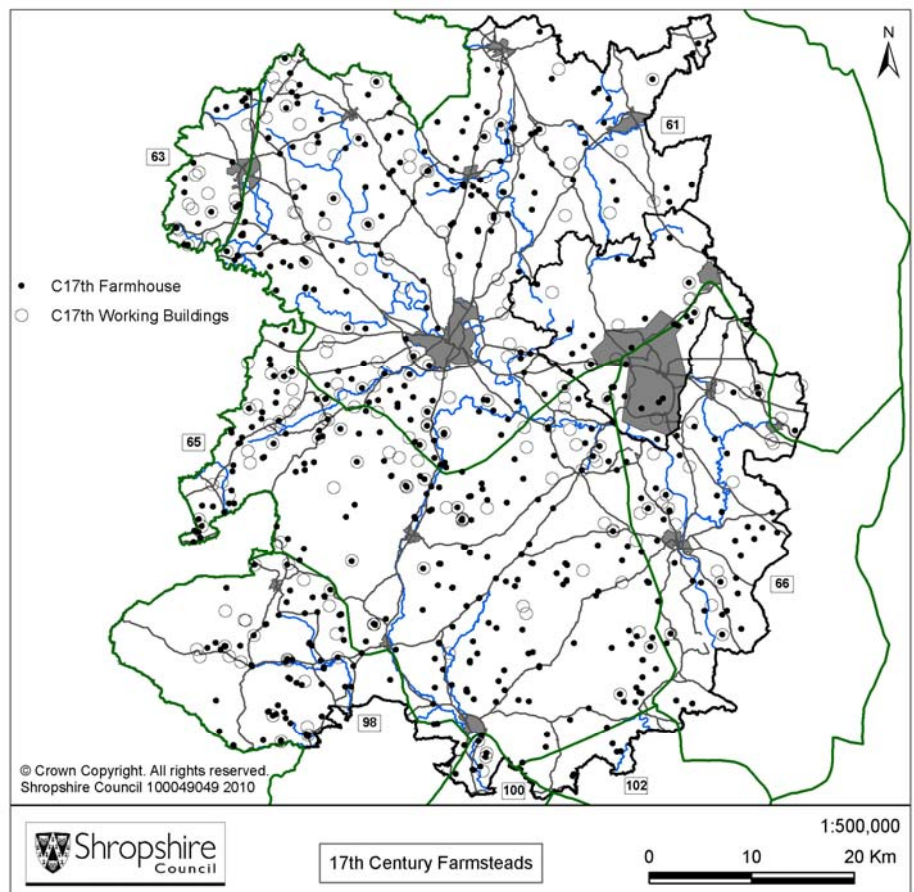 N
61
63
C17th Farmhouse
C17th Working Buildings
65
66
98
© Crown Copyright. All rights reserved.
Shropshire Council 100049049 2010
100
102
Shropshire
Council
17th Century Farmsteads
1:500,000
0 10 20 Km